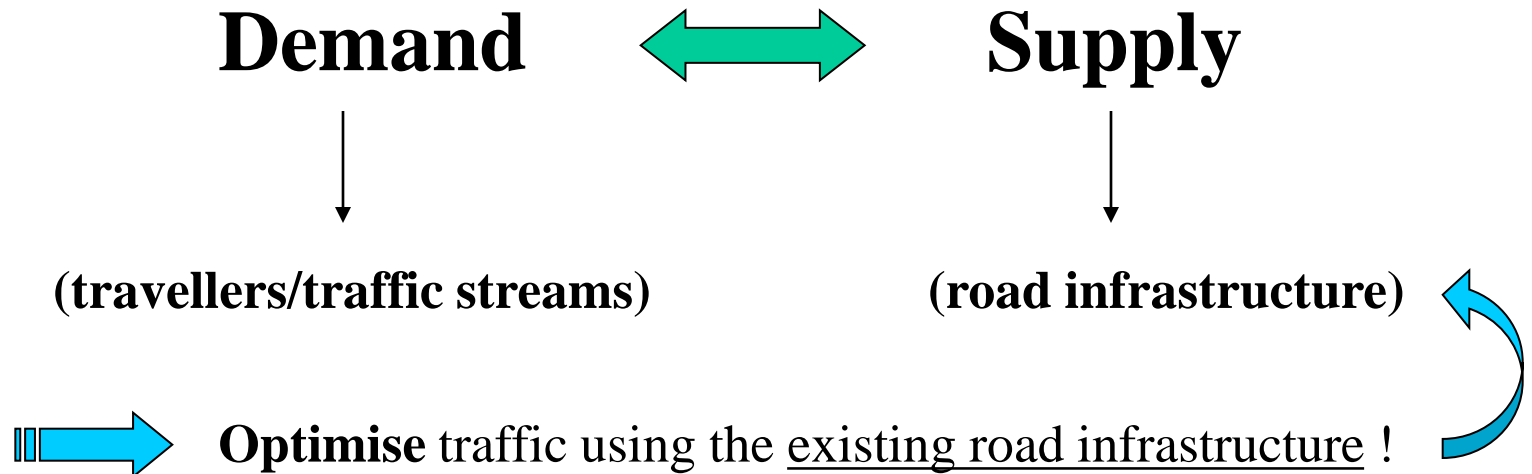 Demand Supply
(travellers/traffic streams) (road infrastructure)
Optimise traffic using the existing road infrastructure !